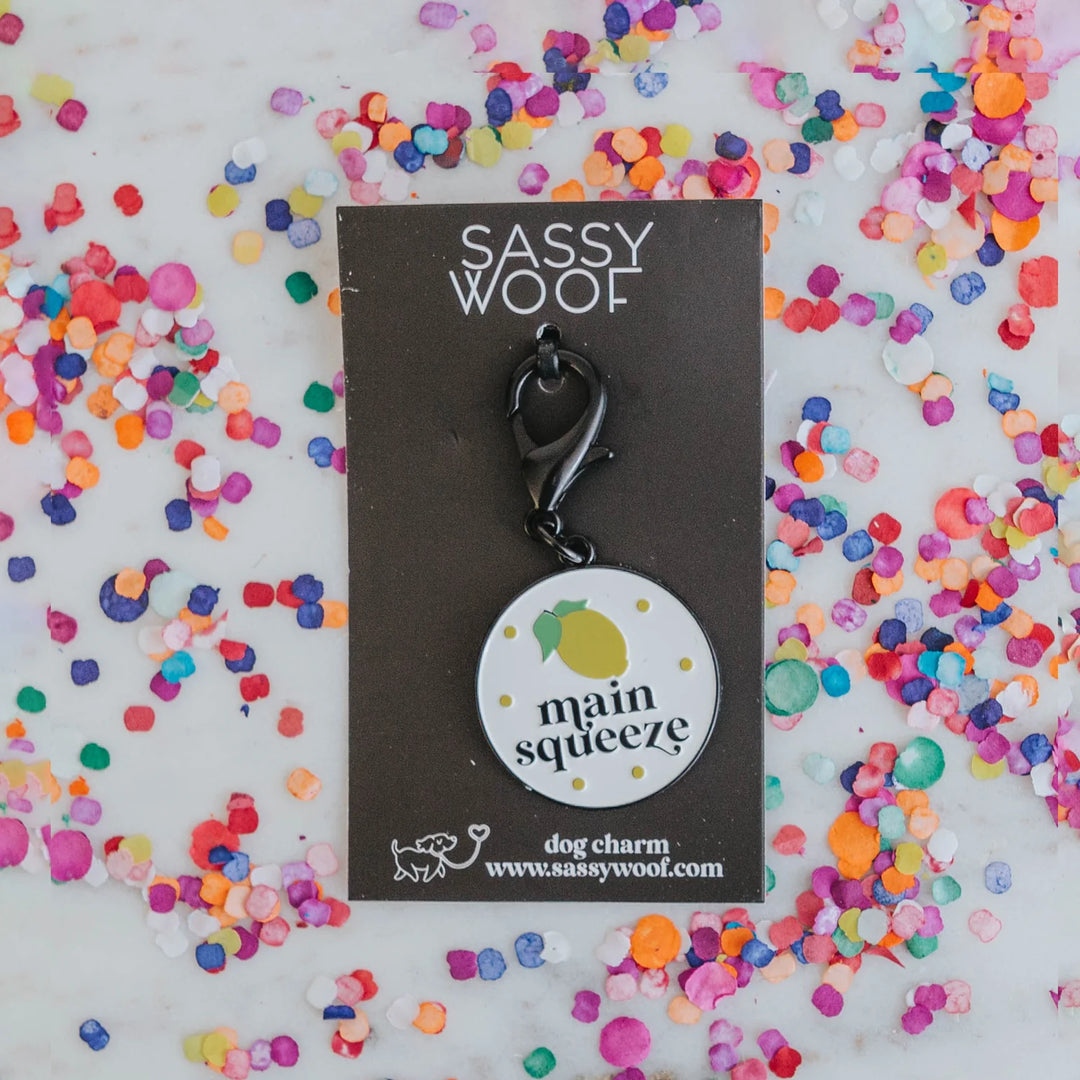 SASSY
WOOF
main
squeeze
dog charm
www.sassywoof.com